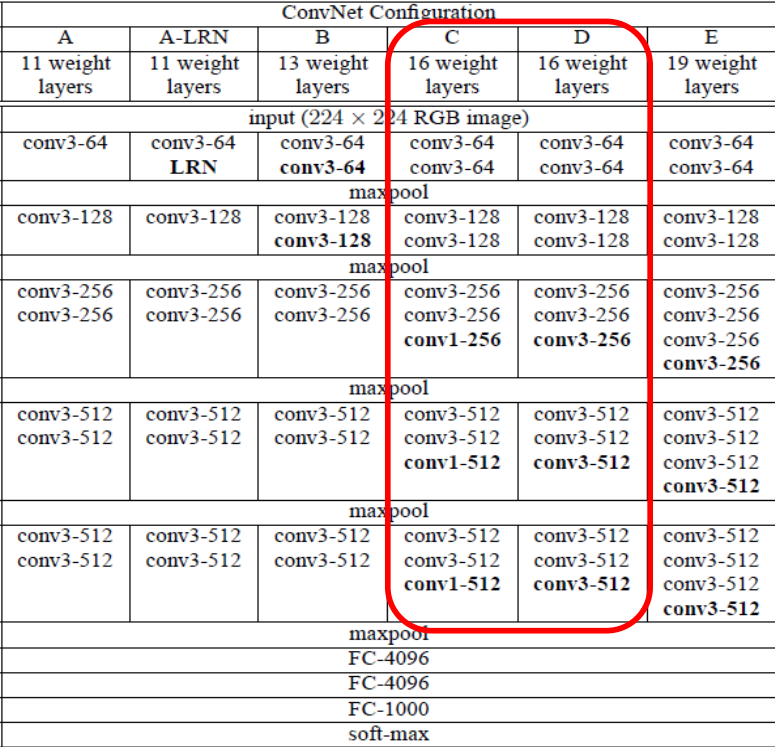 ConvNet Configuration
A A-LRN B C D E
11 weight 11 weight 13 weight 16 weight 16 weight 19 weight
layers layers layers layers layers layers
input (224 × 224 RGB image)
conv3-64 conv3-64 conv3-64 conv3-64 conv3-64 conv3-64
LRN conv3-64 conv3-64 conv3-64 conv3-64
maxpool
conv3-128 conv3-128 conv3-128 conv3-128 conv3-128 conv3-128
conv3-128 conv3-128 conv3-128 conv3-128
maxpool
conv3-256 conv3-256 conv3-256 conv3-256 conv3-256 conv3-256
conv3-256 conv3-256 conv3-256 conv3-256 conv3-256 conv3-256
conv1-256 conv3-256 conv3-256
conv3-256
maxpool
conv3-512 conv3-512 conv3-512 conv3-512 conv3-512 conv3-512
conv3-512 conv3-512 conv3-512 conv3-512 conv3-512 conv3-512
conv1-512 conv3-512 conv3-512
conv3-512
maxpool
conv3-512 conv3-512 conv3-512 conv3-512 conv3-512 conv3-512
conv3-512 conv3-512 conv3-512 conv3-512 conv3-512 conv3-512
conv1-512 conv3-512 conv3-512
conv3-512
maxpool
FC-4096
FC-4096
FC-1000
soft-max